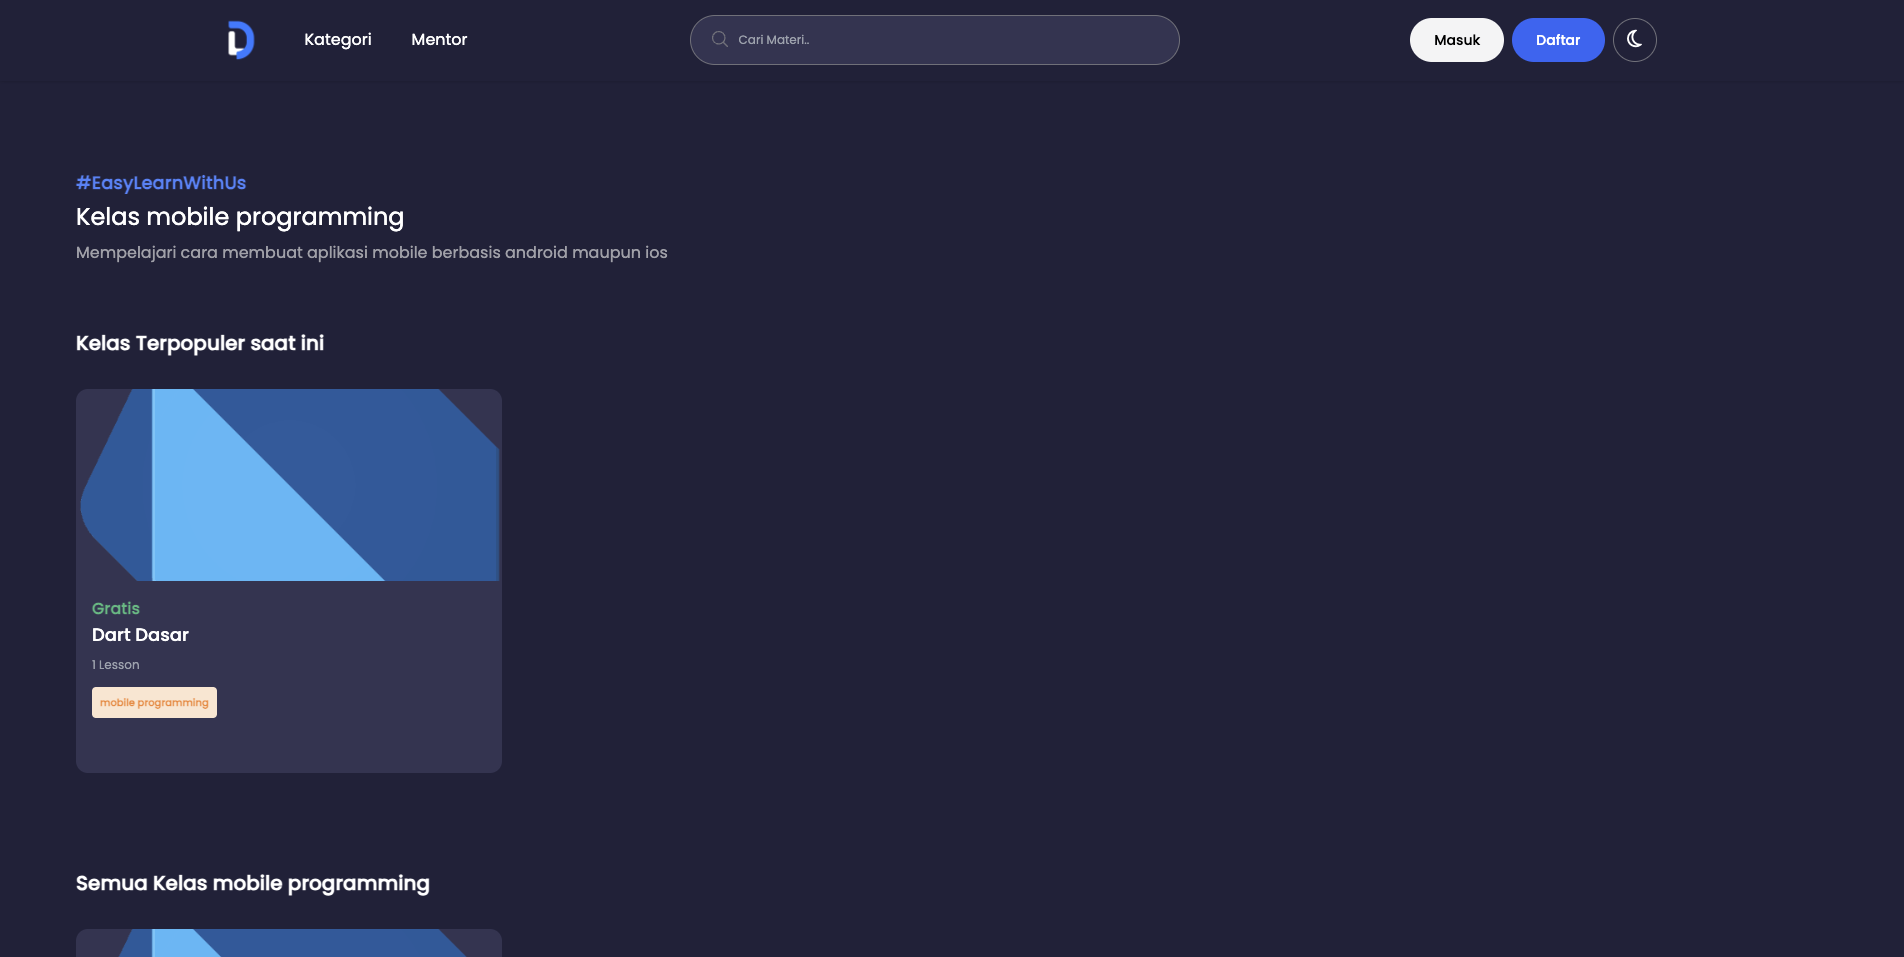 Kategori
Mentor
Cari Materi..
Masuk
Daftar
#EasyLearnWithUs
Kelas mobile programming
Mempelajari cara membuat aplikasi mobile berbasis android maupun ios
Kelas Terpopuler saat ini
Gratis
Dart Dasar
1 Lesson
mobile programming
Semua Kelas mobile programming